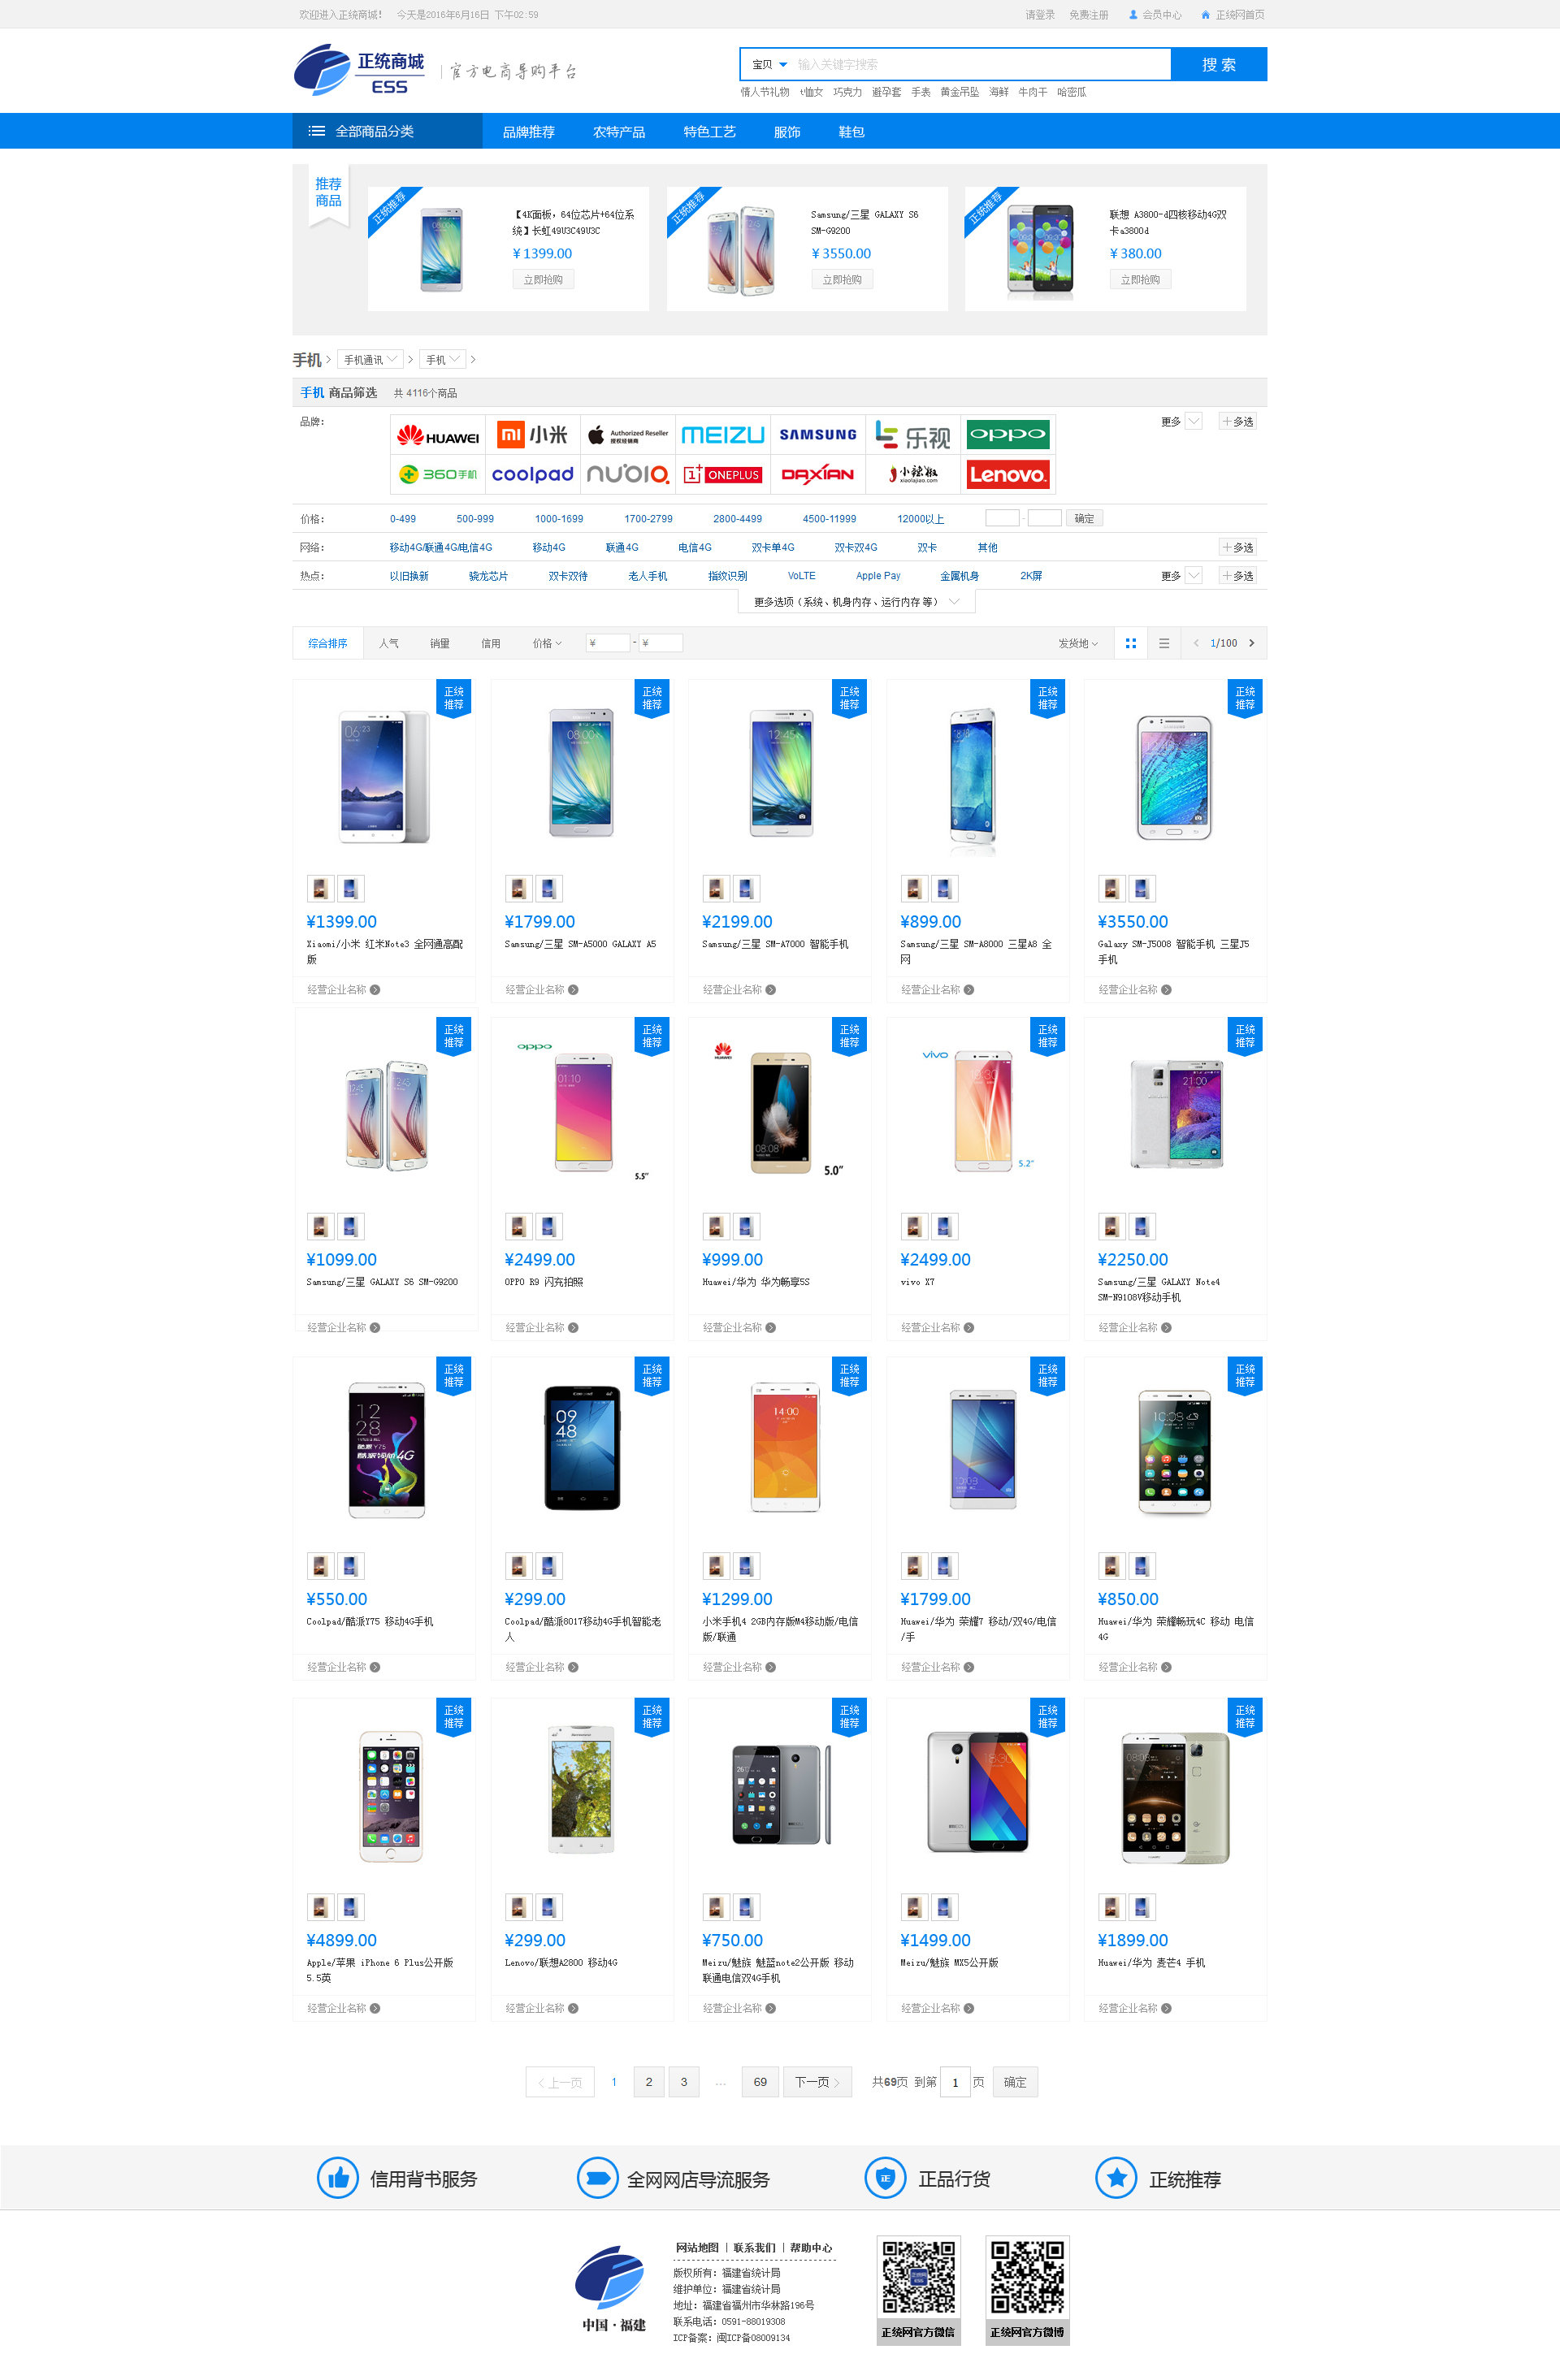 欢迎进入正统商城! 今天是2016年6月16日 下午02:59
请登录 免费注册 会员中心 正统网首页
正统商城
ESS
官方电商导购平台
宝贝 输入关键字搜索 搜 索
情人节礼物 t恤女 巧克力 避孕套 手表 黄金吊坠 海鲜 牛肉干 哈密瓜
全部商品分类 品牌推荐 农特产品 特色工艺 服饰 鞋包
推荐
商品
正统推荐
【4K面板,64位芯片+64位系
统】长虹49U3C49U3C
¥ 1399.00
立即抢购
正统推荐
Samsung/三星 GALAXY S6
SM-G9200
¥ 3550.00
立即抢购
正统推荐
联想 A3800-d四核移动4G双
卡a3800d
¥ 380.00
立即抢购
手机 > 手机通讯 > 手机 >
手机 商品筛选 共 4116个商品
品牌: 更多 +多选
HUAWEI 小米 Authorized Reseller 授权经销商 MEIZU SAMSUNG 乐视 OPPO
360手机 coolpad nubia ONEPLUS DAXIAN 小辣椒 xiaolajiao.com Lenovo
价格: 0-499 500-999 1000-1699 1700-2799 2800-4499 4500-11999 12000以上 - 确定
网络: 移动4G/联通4G/电信4G 移动4G 联通4G 电信4G 双卡单4G 双卡双4G 双卡 其他 +多选
热点: 以旧换新 骁龙芯片 双卡双待 老人手机 指纹识别 VoLTE Apple Pay 金属机身 2K屏 更多 +多选
更多选项(系统、机身内存、运行内存 等)
综合排序 人气 销量 信用 价格 ¥ - ¥ 发货地 < 1/100 >
正统
推荐
¥1399.00
Xiaomi/小米 红米Note3 全网通高配
版
经营企业名称
正统
推荐
¥1799.00
Samsung/三星 SM-A5000 GALAXY A5
经营企业名称
正统
推荐
¥2199.00
Samsung/三星 SM-A7000 智能手机
经营企业名称
正统
推荐
¥899.00
Samsung/三星 SM-A8000 三星A8 全
网
经营企业名称
正统
推荐
¥3550.00
Galaxy SM-J5008 智能手机 三星J5
手机
经营企业名称
正统
推荐
¥1099.00
Samsung/三星 GALAXY S6 SM-G9200
经营企业名称
正统
推荐
oppo
5.5"
¥2499.00
OPPO R9 闪充拍照
经营企业名称
正统
推荐
HUAWEI
5.0"
¥999.00
Huawei/华为 华为畅享5S
经营企业名称
正统
推荐
vivo
5.2"
¥2499.00
vivo X7
经营企业名称
正统
推荐
¥2250.00
Samsung/三星 GALAXY Note4
SM-N9108V移动手机
经营企业名称
正统
推荐
¥550.00
Coolpad/酷派Y75 移动4G手机
经营企业名称
正统
推荐
¥299.00
Coolpad/酷派8017移动4G手机智能老
人
经营企业名称
正统
推荐
¥1299.00
小米手机4 2GB内存版M4移动版/电信
版/联通
经营企业名称
正统
推荐
¥1799.00
Huawei/华为 荣耀7 移动/双4G/电信
/手
经营企业名称
正统
推荐
¥850.00
Huawei/华为 荣耀畅玩4C 移动 电信
4G
经营企业名称
正统
推荐
¥4899.00
Apple/苹果 iPhone 6 Plus公开版
5.5英
经营企业名称
正统
推荐
¥299.00
Lenovo/联想A2800 移动4G
经营企业名称
正统
推荐
¥750.00
Meizu/魅族 魅蓝note2公开版 移动
联通电信双4G手机
经营企业名称
正统
推荐
¥1499.00
Meizu/魅族 MX5公开版
经营企业名称
正统
推荐
¥1899.00
Huawei/华为 麦芒4 手机
经营企业名称
< 上一页 1 2 3 ... 69 下一页 > 共69页 到第 1 页 确定
信用背书服务 全网网店导流服务 正 正品行货 正统推荐
中国·福建
网站地图 | 联系我们 | 帮助中心
版权所有: 福建省统计局
维护单位: 福建省统计局
地址: 福建省福州市华林路196号
联系电话: 0591-88019308
ICP备案: 闽ICP备08009134
正统网官方微信 正统网官方微博